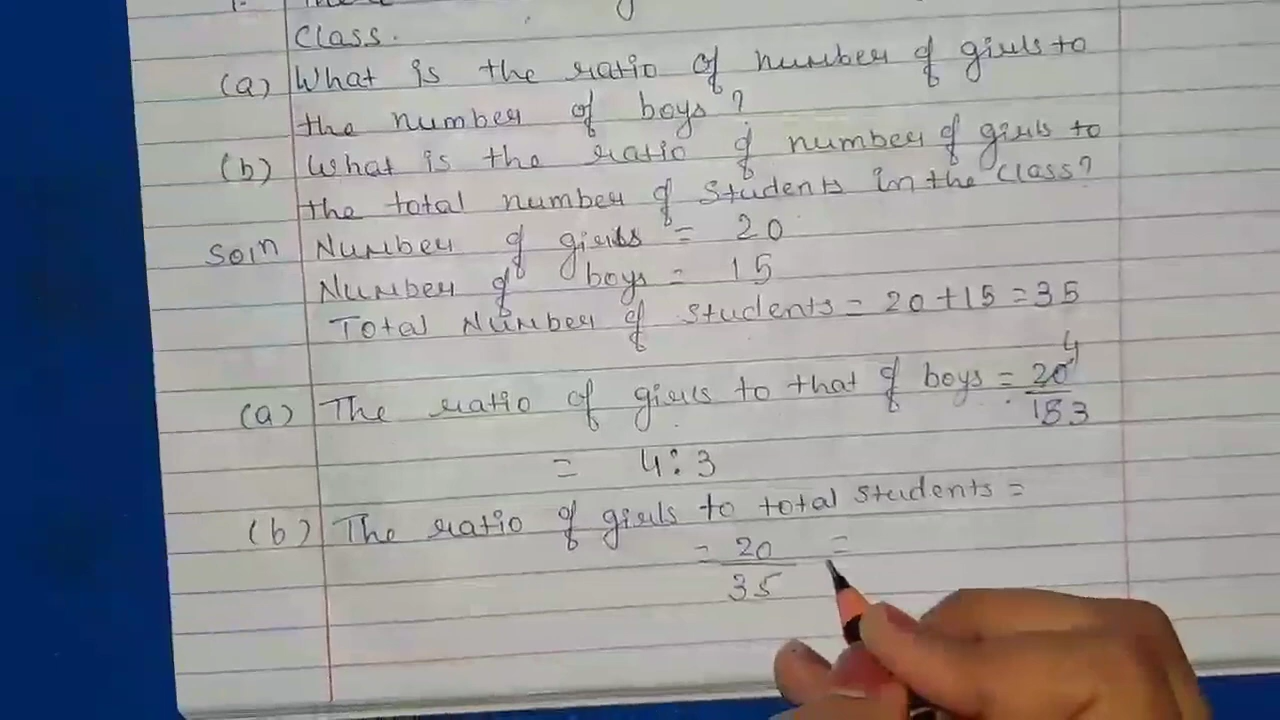 1.
class.
(a) What is the ratio of number of girls to
the number of boys?
(b) What is the ratio of number of girls to
the total number of students in the class?
Soln Number of girls = 20
Number of boys = 15
Total Number of students = 20+15=35
(a) The ratio of girls to that of boys = 20/15 4 3
= 4:3
(b) The ratio of girls to total students =
= 20/35 =